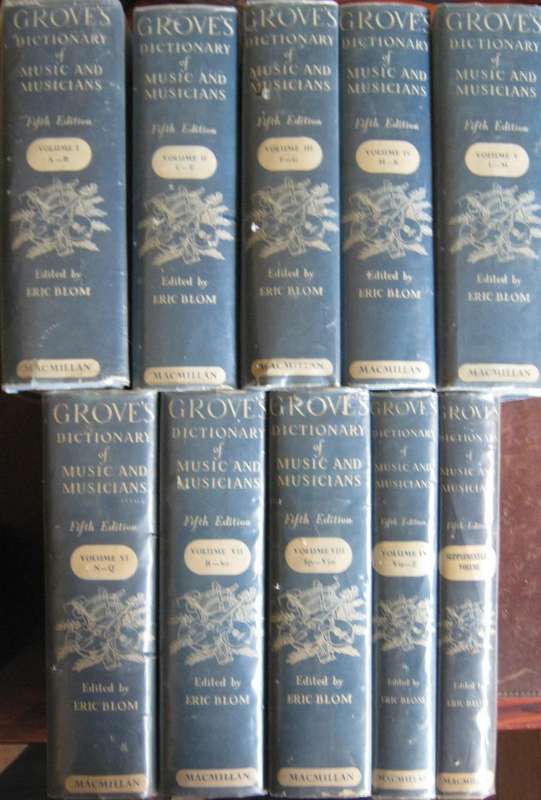 GROVE'S
DICTIONARY
of
MUSIC AND
MUSICIANS
Fifth Edition
VOLUME I
A—B
Edited by
ERIC BLOM
MACMILLAN
GROVE'S
DICTIONARY
of
MUSIC AND
MUSICIANS
Fifth Edition
VOLUME II
C—E
Edited by
ERIC BLOM
MACMILLAN
GROVE'S
DICTIONARY
of
MUSIC AND
MUSICIANS
Fifth Edition
VOLUME III
F—G
Edited by
ERIC BLOM
MACMILLAN
GROVE'S
DICTIONARY
of
MUSIC AND
MUSICIANS
Fifth Edition
VOLUME IV
H—K
Edited by
ERIC BLOM
MACMILLAN
GROVE'S
DICTIONARY
of
MUSIC AND
MUSICIANS
Fifth Edition
VOLUME V
L—M
Edited by
ERIC BLOM
MACMILLAN
GROVE'S
DICTIONARY
of
MUSIC AND
MUSICIANS
Fifth Edition
VOLUME VI
N—Q
Edited by
ERIC BLOM
MACMILLAN
GROVE'S
DICTIONARY
of
MUSIC AND
MUSICIANS
Fifth Edition
VOLUME VII
R—So
Edited by
ERIC BLOM
MACMILLAN
GROVE'S
DICTIONARY
of
MUSIC AND
MUSICIANS
Fifth Edition
VOLUME VIII
Sp—Vio
Edited by
ERIC BLOM
MACMILLAN
GROVE'S
DICTIONARY
of
MUSIC AND
MUSICIANS
Fifth Edition
VOLUME IX
Vio—Z
Edited by
ERIC BLOM
MACMILLAN
GROVE'S
DICTIONARY
of
MUSIC AND
MUSICIANS
Fifth Edition
SUPPLEMENTARY
VOLUME
Edited by
ERIC BLOM
MACMILLAN